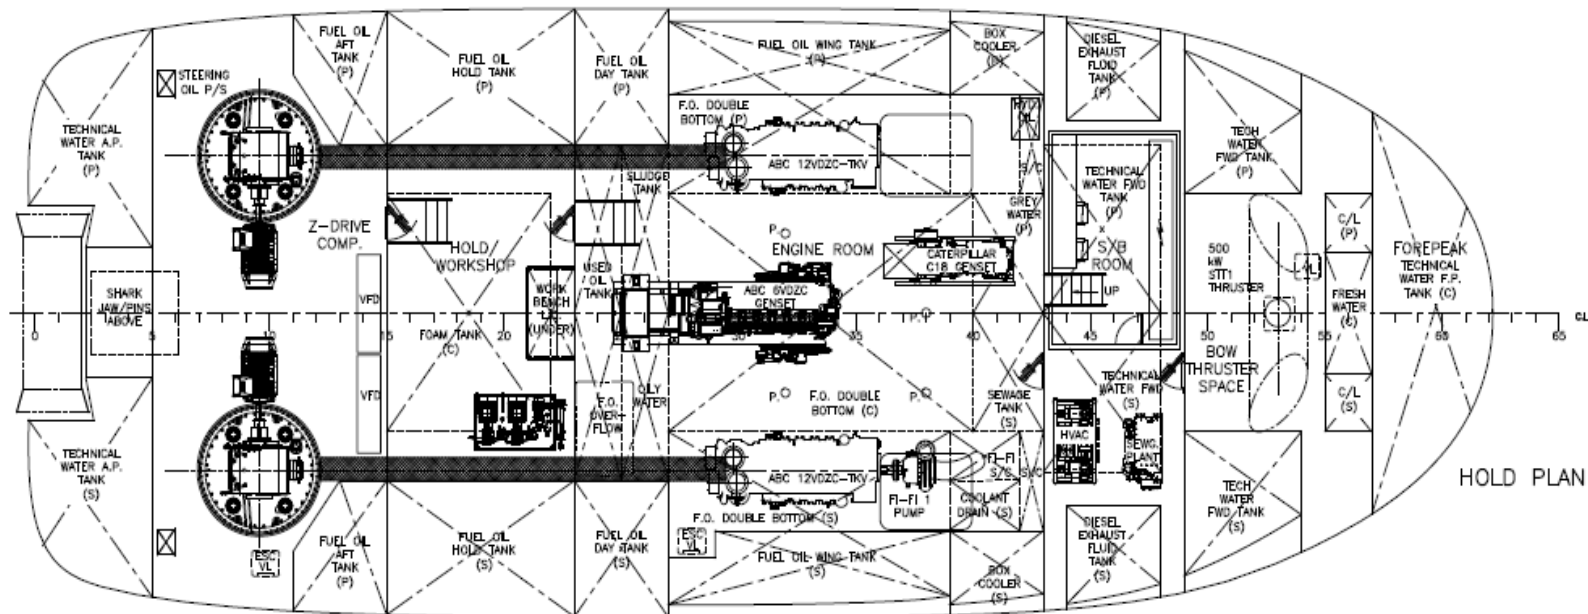 FUEL OIL
AFT
TANK
(P)
FUEL OIL
HOLD TANK
(P)
FUEL OIL
DAY TANK
(P)
FUEL OIL WING TANK
(P)
BOX
COOLER
(P)
DIESEL
EXHAUST
FLUID
TANK
(P)
STEERING
OIL P/S
TECHNICAL
WATER A.P.
TANK
(P)
F.O. DOUBLE
BOTTOM (P)
ABC 12VDZC-TKV
S/C
TECH
WATER
FWD TANK
(P)
SLUDGE
TANK
TECHNICAL
WATER FWD
TANK
(P)
GREY
WATER
(P)
Z-DRIVE
COMP.
HOLD/
WORKSHOP
P.
ENGINE ROOM
CATERPILLAR
C18 GENSET
S/B
ROOM
UP
500
kW
STT1
THRUSTER
C/L
(P)
FOREPEAK
TECHNICAL
WATER F.P.
TANK (C)
SHARK
JAW/PINS
ABOVE
VFD
USED
OIL
TANK
WORK
BENCH
(UNDER)
ABC 6VDZC
GENSET
P.
FRESH
WATER
(C)
0
5
10
15
20
30
35
45
50
55
65
CL
FOAM TANK
(C)
VFD
BOW
THRUSTER
SPACE
C/L
(S)
OILY
WATER
F.O.
OVER-
FLOW
P.
F.O. DOUBLE
BOTTOM (C)
P.
SEWAGE
TANK
(S)
TECHNICAL
WATER FWD
(S)
HVAC
SEWG.
PLANT
TECHNICAL
WATER A.P.
TANK
(S)
ABC 12VDZC-TKV
FI-FI 1
PUMP
FI-FI
S/C
S/C
COOLANT
DRAIN (S)
TECH
WATER
FWD TANK
(S)
HOLD PLAN
F.O. DOUBLE BOTTOM (S)
ESC
VL
FUEL OIL
AFT
TANK
(P)
FUEL OIL
HOLD TANK
(S)
FUEL OIL
DAY TANK
(S)
ESC
VL
FUEL OIL WING TANK
(S)
BOX
COOLER
(S)
DIESEL
EXHAUST
FLUID
TANK
(S)